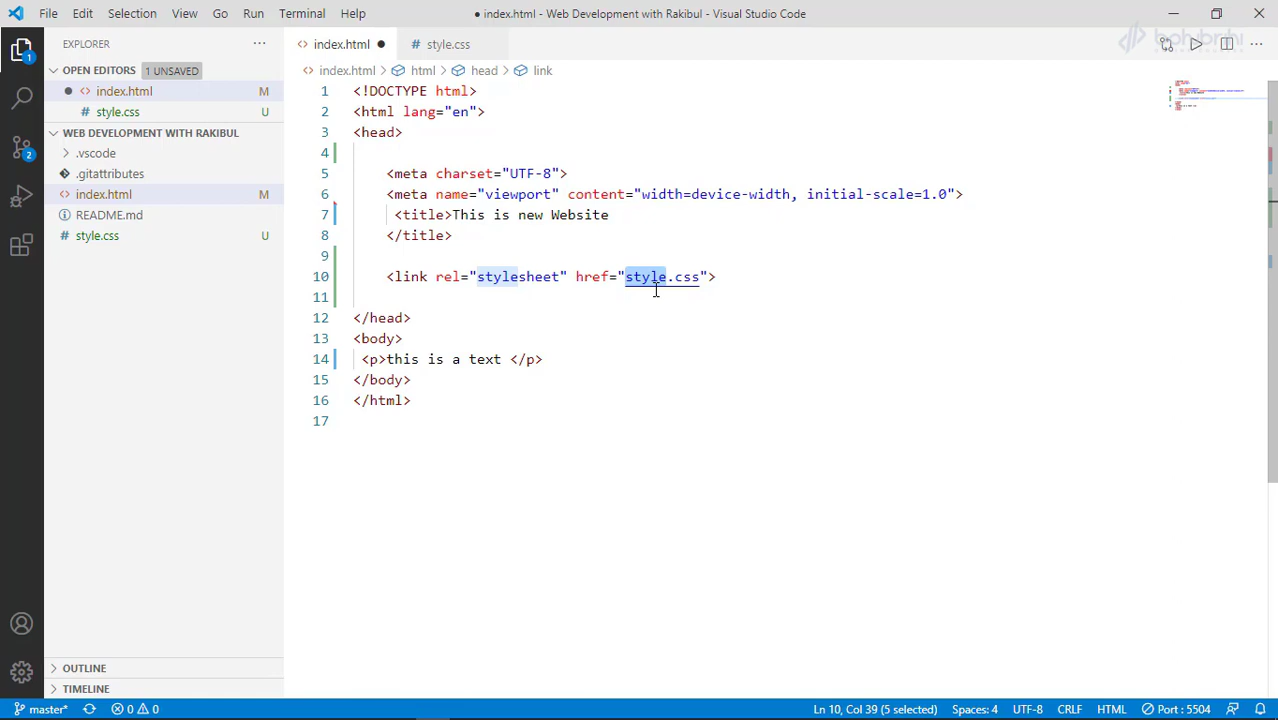 File Edit Selection View Go Run Terminal Help ● index.html - Web Development with Rakibul - Visual Studio Code
bohubrihi
EXPLORER ···
index.html ●
# style.css
OPEN EDITORS 1 UNSAVED
● <> index.html M
# style.css U
WEB DEVELOPMENT WITH RAKIBUL
> .vscode
.gitattributes
<> index.html M
README.md
# style.css U
OUTLINE
TIMELINE
<> index.html > html > head > link
1 <!DOCTYPE html>
2 <html lang="en">
3 <head>
4
5 <meta charset="UTF-8">
6 <meta name="viewport" content="width=device-width, initial-scale=1.0">
7 <title>This is new Website
8 </title>
9
10 <link rel="stylesheet" href="style.css">
11
12 </head>
13 <body>
14 <p>this is a text </p>
15 </body>
16 </html>
17
1
2
master* 0 0 Ln 10, Col 39 (5 selected) Spaces: 4 UTF-8 CRLF HTML Port : 5504